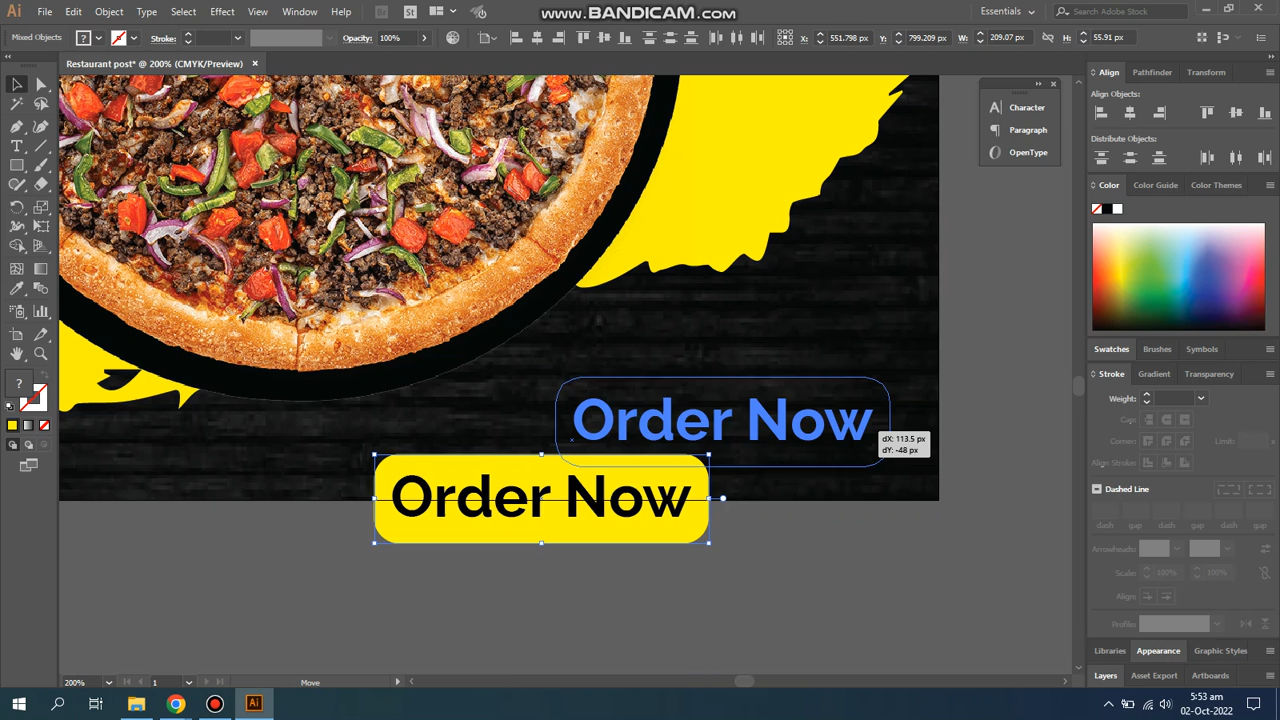 Ai File Edit Object Type Select Effect View Window Help Br St www.BANDICAM.com Essentials Search Adobe Stock
Mixed Objects ? Stroke: Opacity: 100% X: 551.798 px Y: 799.209 px W: 209.07 px H: 55.91 px
Restaurant post* @ 200% (CMYK/Preview) ×
Align Pathfinder Transform
Align Objects:
Character
Paragraph
OpenType
Distribute Objects:
Color Color Guide Color Themes
Swatches Brushes Symbols
Stroke Gradient Transparency
Weight:
Cap:
Corner: Limit:
Align Stroke:
Dashed Line
dash gap dash gap dash gap
Arrowheads:
Scale: 100% 100%
Align:
Profile:
Order Now
dX: 113.5 px
dY: -48 px
Order Now
?
Libraries Appearance Graphic Styles
Layers Asset Export Artboards
200% 1 Move
Ai
5:53 am
02-Oct-2022